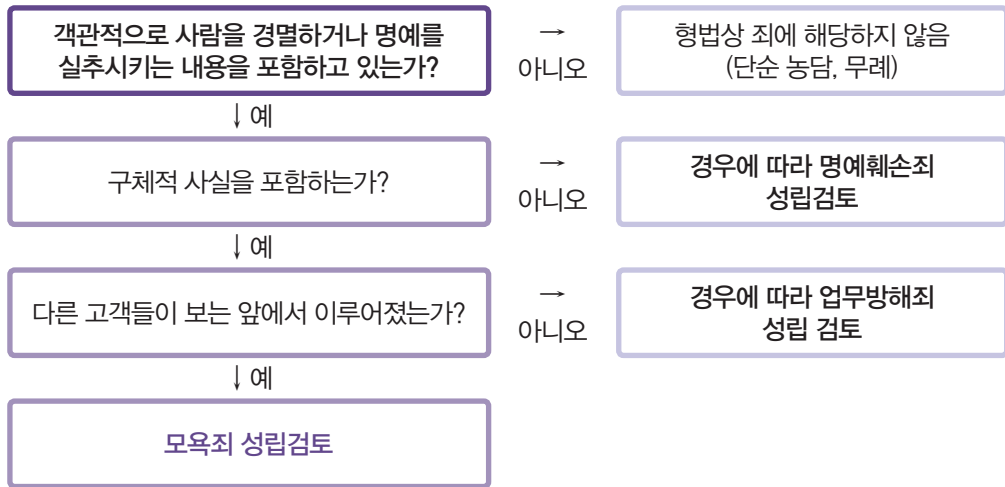 객관적으로 사람을 경멸하거나 명예를
실추시키는 내용을 포함하고 있는가?
→
아니오
형법상 죄에 해당하지 않음
(단순 농담, 무례)
↓ 예
구체적 사실을 포함하는가?
→
아니오
경우에 따라 명예훼손죄
성립검토
↓ 예
다른 고객들이 보는 앞에서 이루어졌는가?
→
아니오
경우에 따라 업무방해죄
성립 검토
↓ 예
모욕죄 성립검토